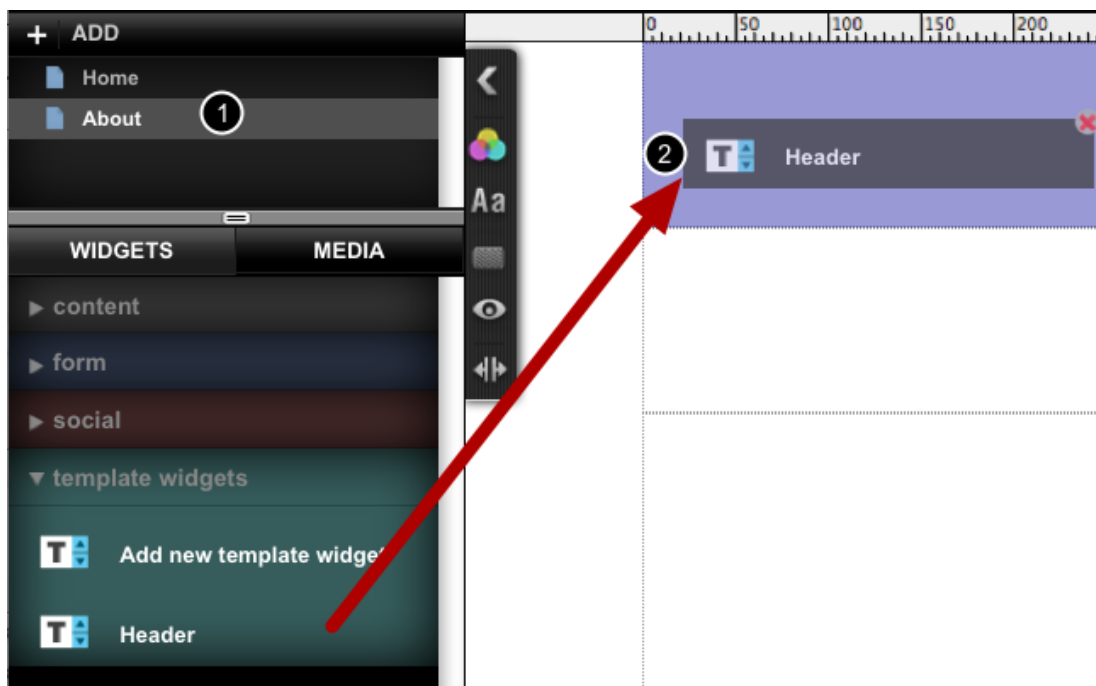 + ADD
Home
About 1
WIDGETS MEDIA
content
form
social
template widgets
T Add new template widget
T Header
Aa
0 50 100 150 200
2 T Header